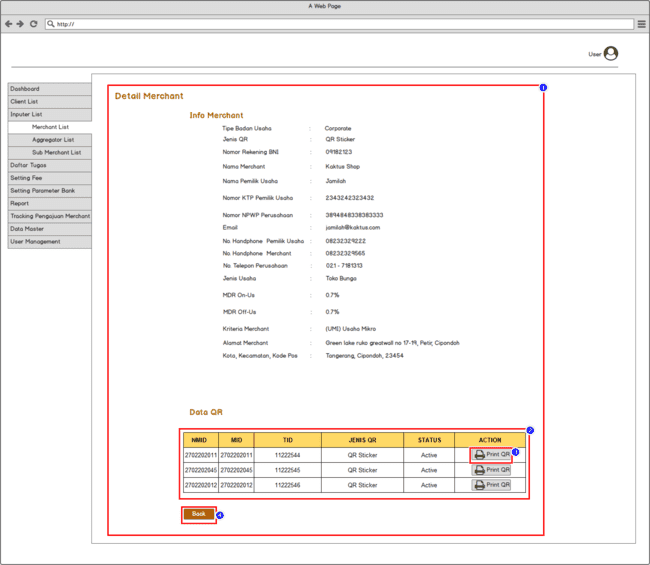 A Web Page
http://
User
Dashboard
Client List
Inputer List
Merchant List
Aggregator List
Sub Merchant List
Daftar Tugas
Setting Fee
Setting Parameter Bank
Report
Tracking Pengajuan Merchant
Data Master
User Management
1
Detail Merchant
Info Merchant
Tipe Badan Usaha : Corporate
Jenis QR : QR Sticker
Nomor Rekening BNI : 09182123
Nama Merchant : Kaktus Shop
Nama Pemilik Usaha : Jamilah
Nomor KTP Pemilik Usaha : 2343242323432
Nomor NPWP Perusahaan : 3894848338383333
Email : jamilah@kaktus.com
No. Handphone Pemilik Usaha : 08232329222
No. Handphone Merchant : 08232329565
No. Telepon Perusahaan : 021 - 7181313
Jenis Usaha : Toko Bunga
MDR On-Us : 0.7%
MDR Off-Us : 0.7%
Kriteria Merchant : (UMI) Usaha Mikro
Alamat Merchant : Green lake ruko greatwall no 17-19, Petir, Cipondoh
Kota, Kecamatan, Kode Pos : Tangerang, Cipondoh, 23454
Data QR
2
NMID MID TID JENIS QR STATUS ACTION
2702202011 2702202011 11222544 QR Sticker Active Print QR 3
2702202045 2702202045 11222545 QR Sticker Active Print QR
2702202012 2702202012 11222546 QR Sticker Active Print QR
Back 4